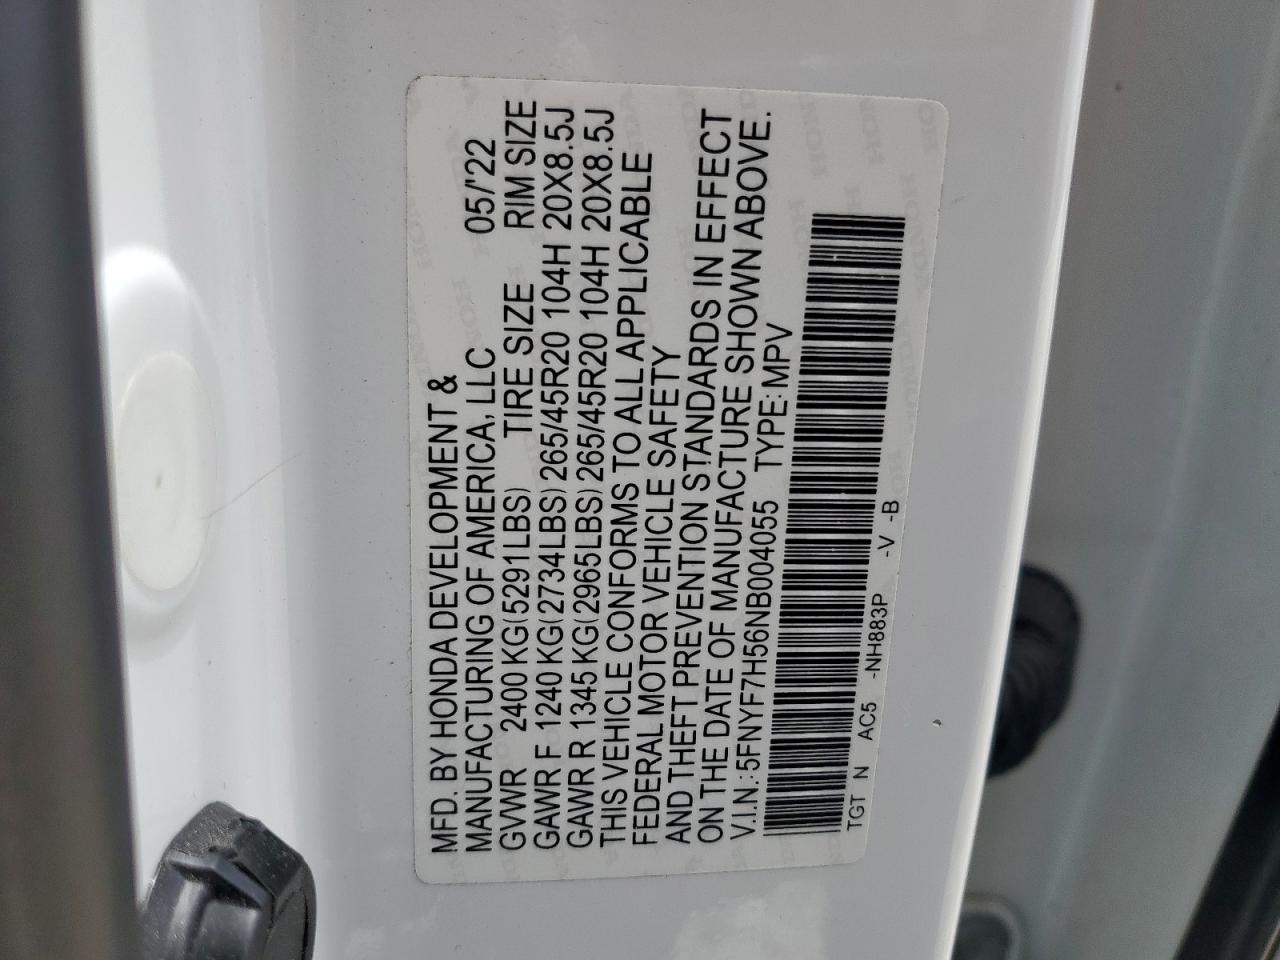 MFD. BY HONDA DEVELOPMENT &
MANUFACTURING OF AMERICA, LLC 05/'22
GVWR 2400 KG(5291LBS) TIRE SIZE RIM SIZE
GAWR F 1240 KG(2734LBS) 265/45R20 104H 20X8.5J
GAWR R 1345 KG(2965LBS) 265/45R20 104H 20X8.5J
THIS VEHICLE CONFORMS TO ALL APPLICABLE
FEDERAL MOTOR VEHICLE SAFETY
AND THEFT PREVENTION STANDARDS IN EFFECT
ON THE DATE OF MANUFACTURE SHOWN ABOVE.
V.I.N.:5FNYF7H56NB004055 TYPE:MPV
TGT N AC5 -NH883P -V -B